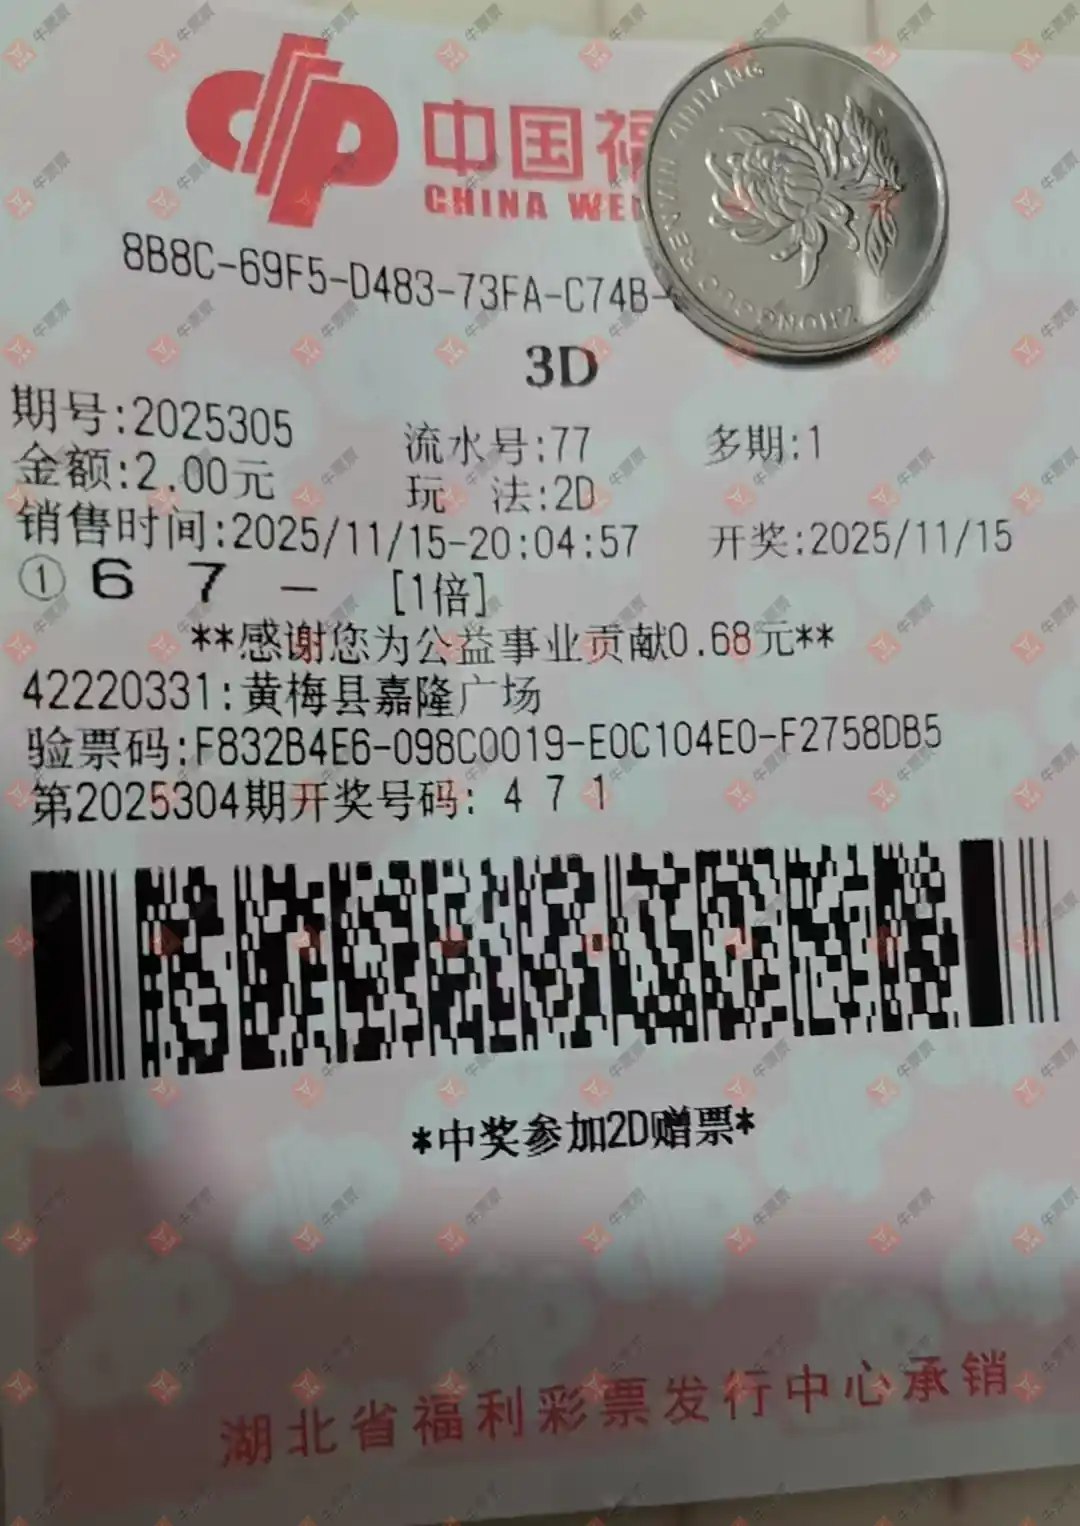 中国福
CHINA WE
8B8C-69F5-D483-73FA-C74B-
ZHONGGUO RENMIN YINHANG
3D
期号:2025305 流水号:77 多期:1
金额:2.00元 玩 法:2D
销售时间:2025/11/15-20:04:57 开奖:2025/11/15
① 6 7 － [1倍]
**感谢您为公益事业贡献0.68元**
42220331:黄梅县嘉隆广场
验票码:F832B4E6-098C0019-E0C104E0-F2758DB5
第2025304期开奖号码: 4 7 1
*中奖参加2D赠票*
湖北省福利彩票发行中心承销
牛票票